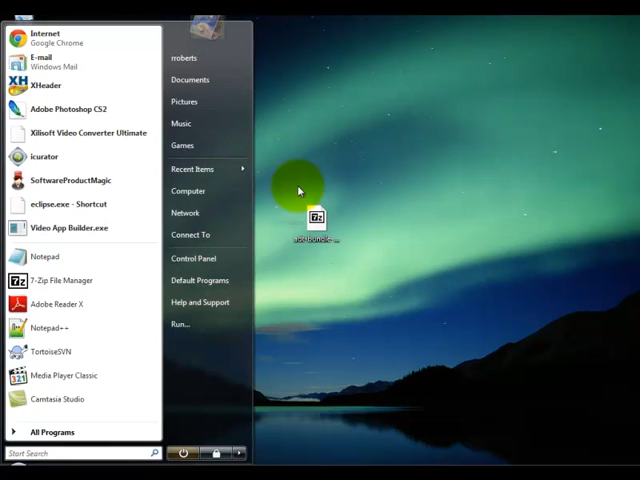 Internet
Google Chrome
E-mail
Windows Mail
XHeader
Adobe Photoshop CS2
Xilisoft Video Converter Ultimate
icurator
SoftwareProductMagic
eclipse.exe - Shortcut
Video App Builder.exe
Notepad
7-Zip File Manager
Adobe Reader X
Notepad++
TortoiseSVN
Media Player Classic
Camtasia Studio
All Programs
Start Search
rroberts
Documents
Pictures
Music
Games
Recent Items
Computer
Network
Connect To
Control Panel
Default Programs
Help and Support
Run...
7z
adt-bundle-...